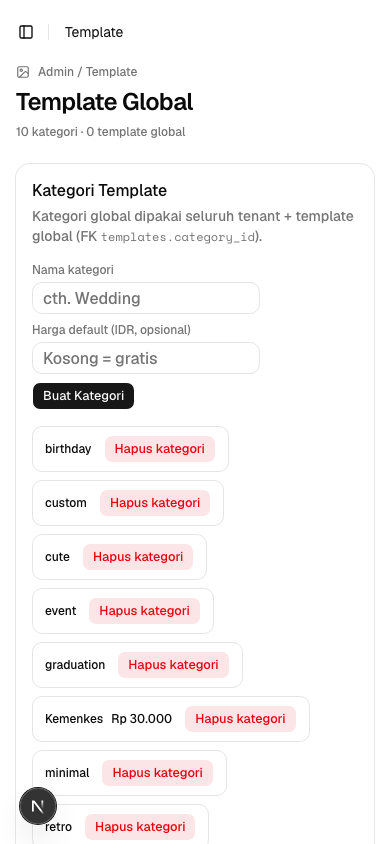 Template
Admin / Template
Template Global
10 kategori · 0 template global
Kategori Template
Kategori global dipakai seluruh tenant + template
global (FK templates.category_id).
Nama kategori
cth. Wedding
Harga default (IDR, opsional)
Kosong = gratis
Buat Kategori
birthday Hapus kategori
custom Hapus kategori
cute Hapus kategori
event Hapus kategori
graduation Hapus kategori
Kemenkes Rp 30.000 Hapus kategori
minimal Hapus kategori
N
retro Hapus kategori